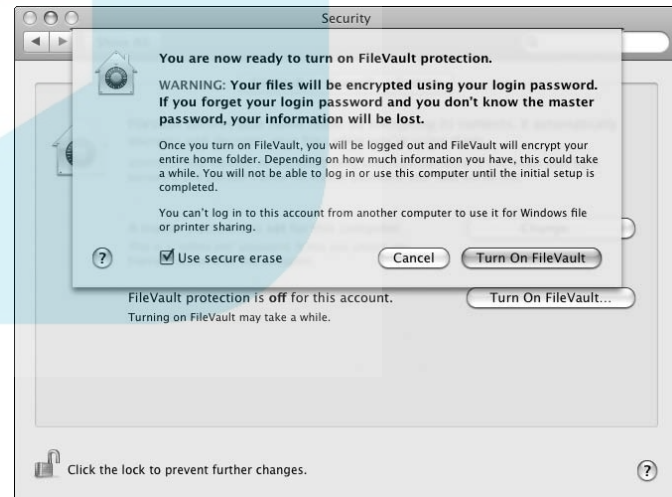 Security
You are now ready to turn on FileVault protection.
WARNING: Your files will be encrypted using your login password.
If you forget your login password and you don't know the master
password, your information will be lost.
Once you turn on FileVault, you will be logged out and FileVault will encrypt your
entire home folder. Depending on how much information you have, this could take
a while. You will not be able to log in or use this computer until the initial setup is
completed.
You can't log in to this account from another computer to use it for Windows file
or printer sharing.
Use secure erase
Cancel
Turn On FileVault
FileVault protection is off for this account.
Turning on FileVault may take a while.
Turn On FileVault...
Click the lock to prevent further changes.